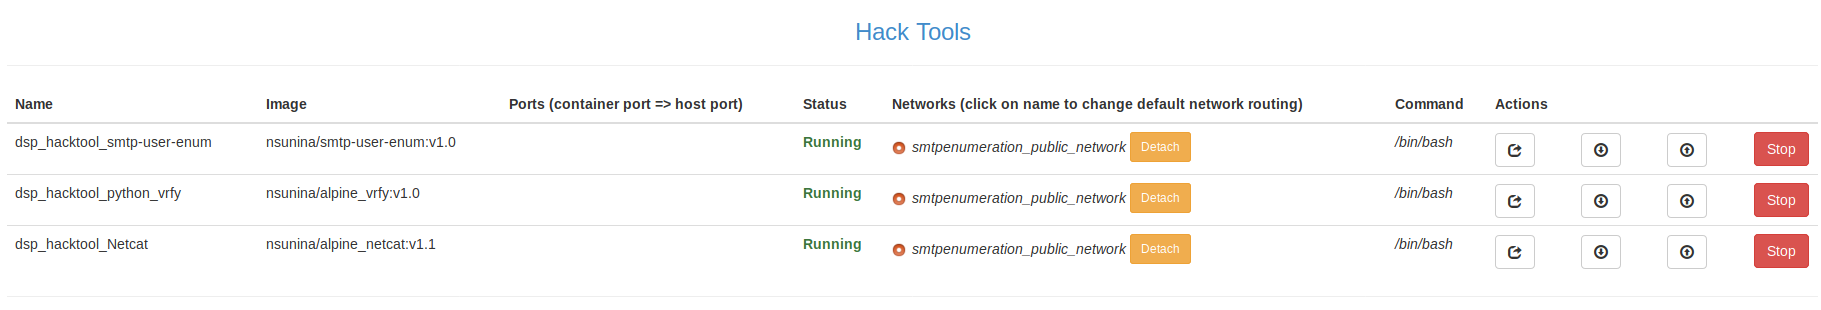 Hack Tools
Name Image Ports (container port => host port) Status Networks (click on name to change default network routing) Command Actions
dsp_hacktool_smtp-user-enum nsunina/smtp-user-enum:v1.0 Running smtpenumeration_public_network Detach /bin/bash Stop
dsp_hacktool_python_vrfy nsunina/alpine_vrfy:v1.0 Running smtpenumeration_public_network Detach /bin/bash Stop
dsp_hacktool_Netcat nsunina/alpine_netcat:v1.1 Running smtpenumeration_public_network Detach /bin/bash Stop